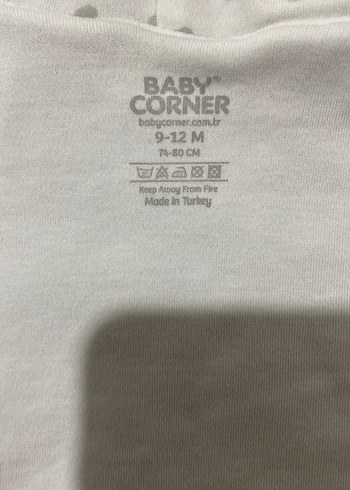 BABY®
CORNER
babycorner.com.tr
9-12 M
74-80 CM
Keep Away From Fire
Made in Turkey